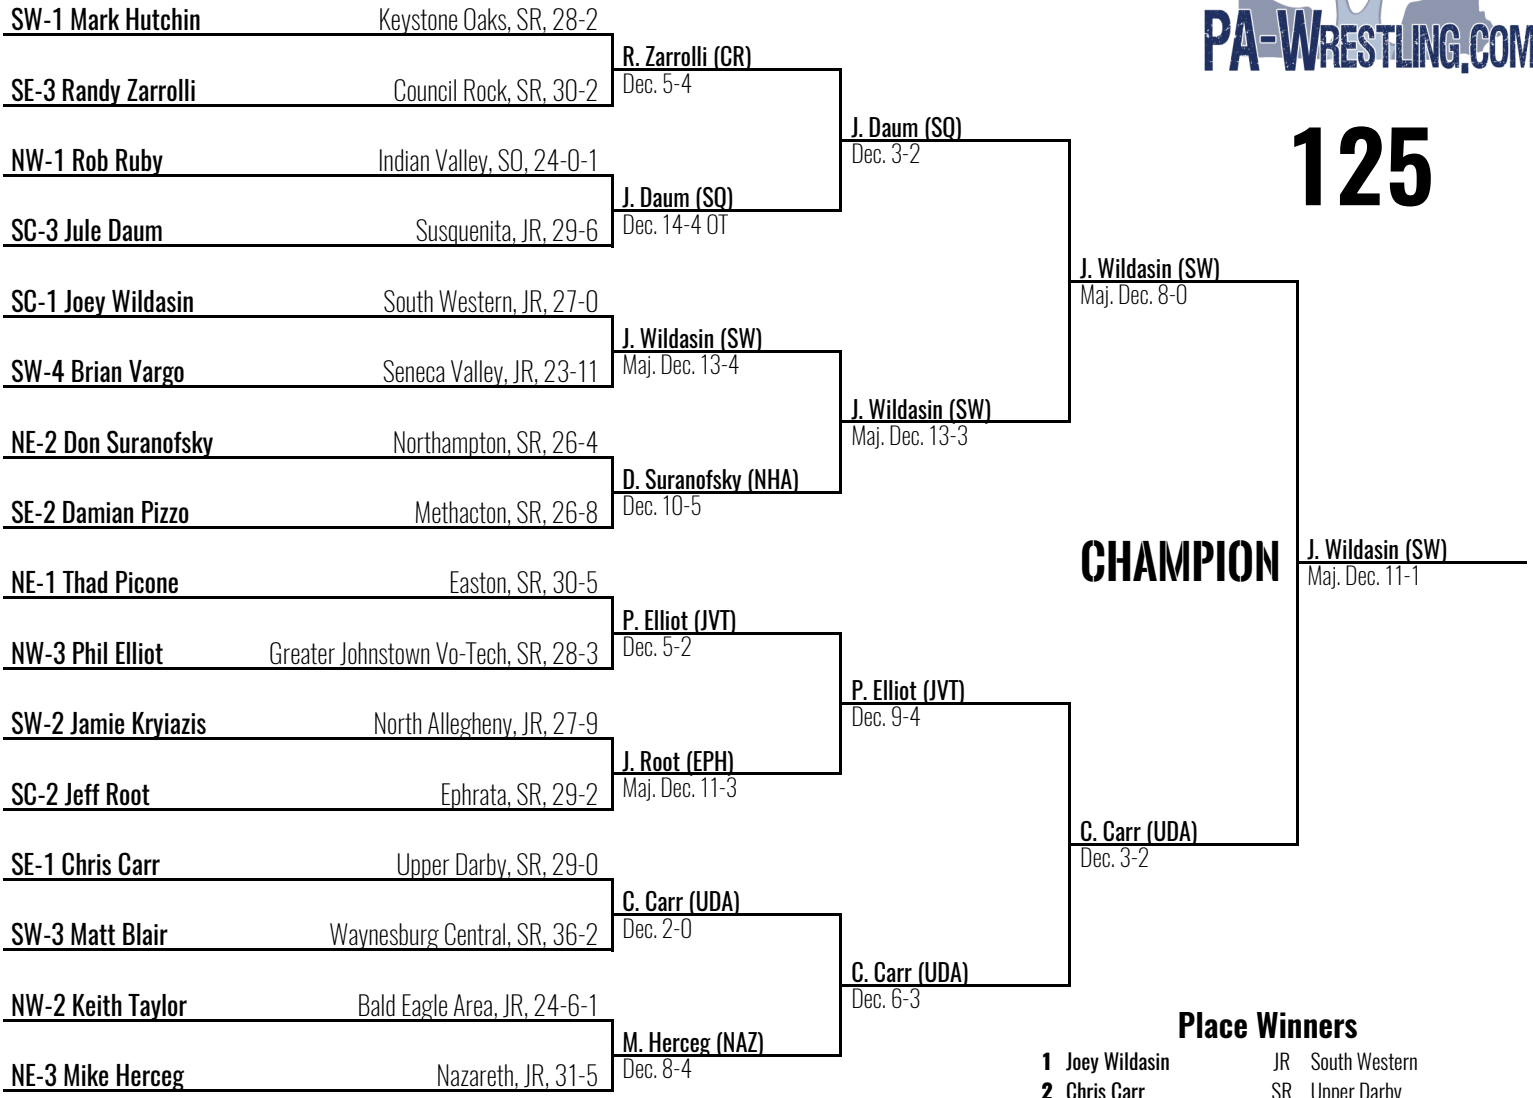 SW-1 Mark Hutchin Keystone Oaks, SR, 28-2
PA-WRESTLING.COM
R. Zarrolli (CR)
SE-3 Randy Zarrolli Council Rock, SR, 30-2
Dec. 5-4
125
J. Daum (SQ)
NW-1 Rob Ruby Indian Valley, SO, 24-0-1
Dec. 3-2
J. Daum (SQ)
SC-3 Jule Daum Susquenita, JR, 29-6
Dec. 14-4 OT
J. Wildasin (SW)
SC-1 Joey Wildasin South Western, JR, 27-0
Maj. Dec. 8-0
J. Wildasin (SW)
SW-4 Brian Vargo Seneca Valley, JR, 23-11
Maj. Dec. 13-4
J. Wildasin (SW)
NE-2 Don Suranofsky Northampton, SR, 26-4
Maj. Dec. 13-3
D. Suranofsky (NHA)
SE-2 Damian Pizzo Methacton, SR, 26-8
Dec. 10-5
CHAMPION
J. Wildasin (SW)
Maj. Dec. 11-1
NE-1 Thad Picone Easton, SR, 30-5
P. Elliot (JVT)
NW-3 Phil Elliot Greater Johnstown Vo-Tech, SR, 28-3
Dec. 5-2
P. Elliot (JVT)
SW-2 Jamie Kryiazis North Allegheny, JR, 27-9
Dec. 9-4
J. Root (EPH)
SC-2 Jeff Root Ephrata, SR, 29-2
Maj. Dec. 11-3
C. Carr (UDA)
SE-1 Chris Carr Upper Darby, SR, 29-0
Dec. 3-2
C. Carr (UDA)
SW-3 Matt Blair Waynesburg Central, SR, 36-2
Dec. 2-0
C. Carr (UDA)
NW-2 Keith Taylor Bald Eagle Area, JR, 24-6-1
Dec. 6-3
Place Winners
M. Herceg (NAZ)
NE-3 Mike Herceg Nazareth, JR, 31-5
Dec. 8-4
1 Joey Wildasin JR South Western
2 Chris Carr SR Upper Darby